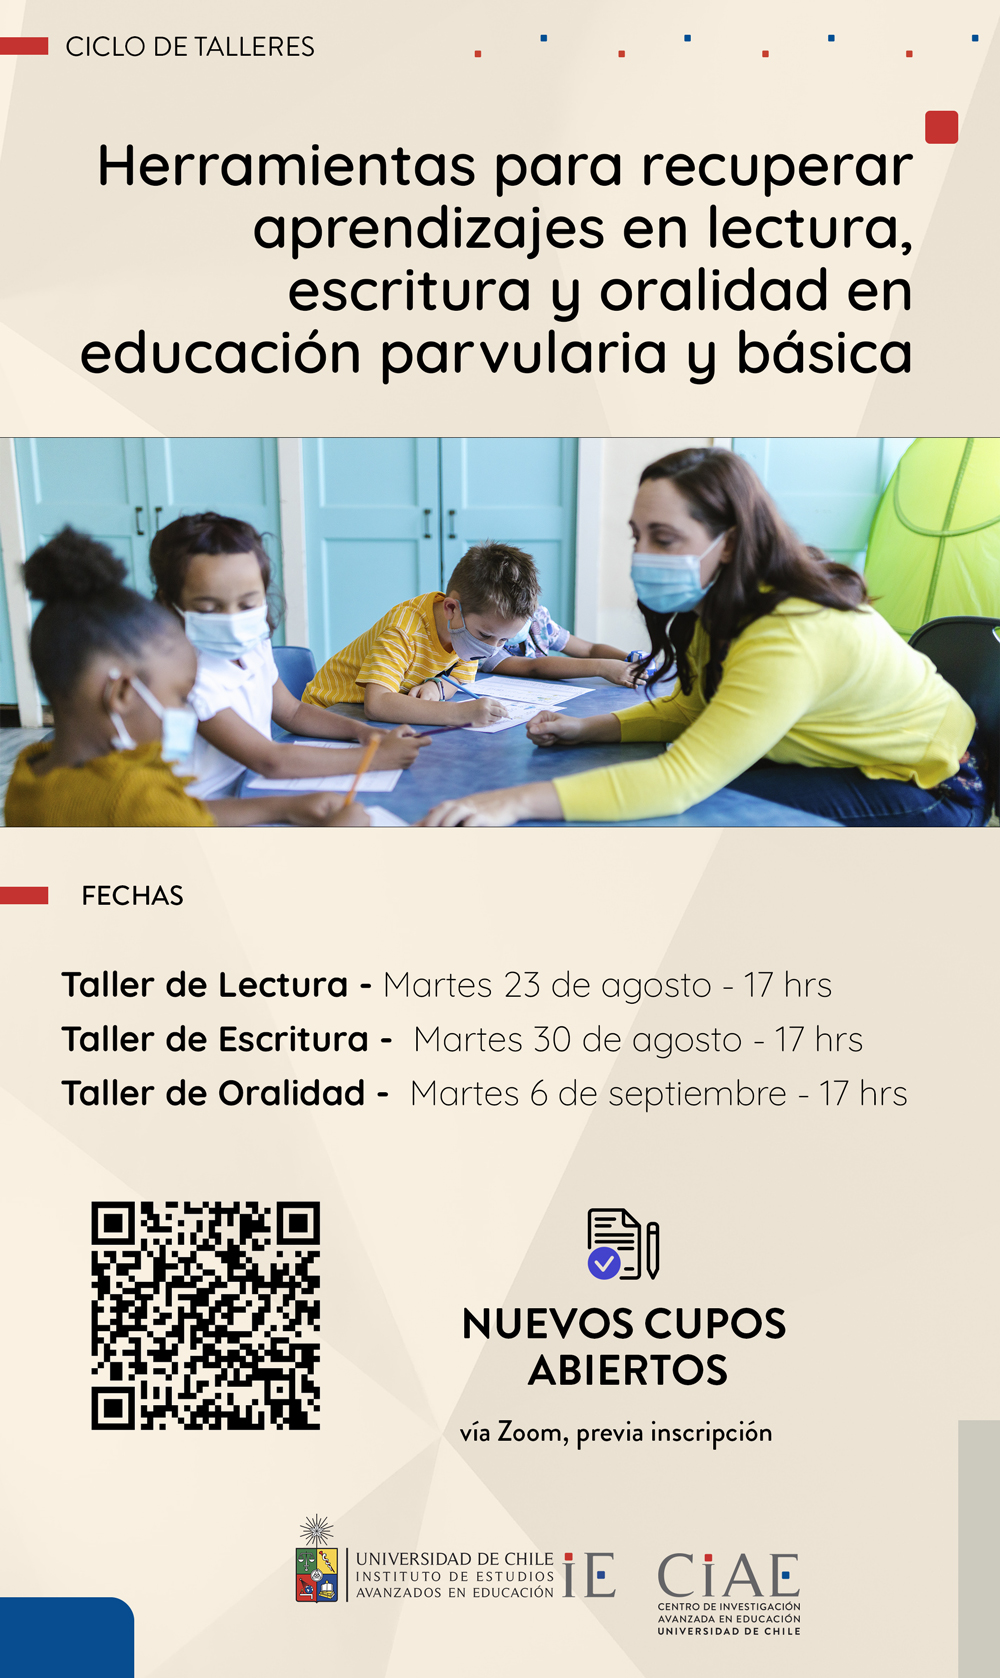 CICLO DE TALLERES
Herramientas para recuperar
aprendizajes en lectura,
escritura y oralidad en
educación parvularia y básica
FECHAS
Taller de Lectura - Martes 23 de agosto - 17 hrs
Taller de Escritura - Martes 30 de agosto - 17 hrs
Taller de Oralidad - Martes 6 de septiembre - 17 hrs
NUEVOS CUPOS
ABIERTOS
vía Zoom, previa inscripción
UNIVERSIDAD DE CHILE
INSTITUTO DE ESTUDIOS
AVANZADOS EN EDUCACIÓN
iE
CiAE
CENTRO DE INVESTIGACIÓN
AVANZADA EN EDUCACIÓN
UNIVERSIDAD DE CHILE